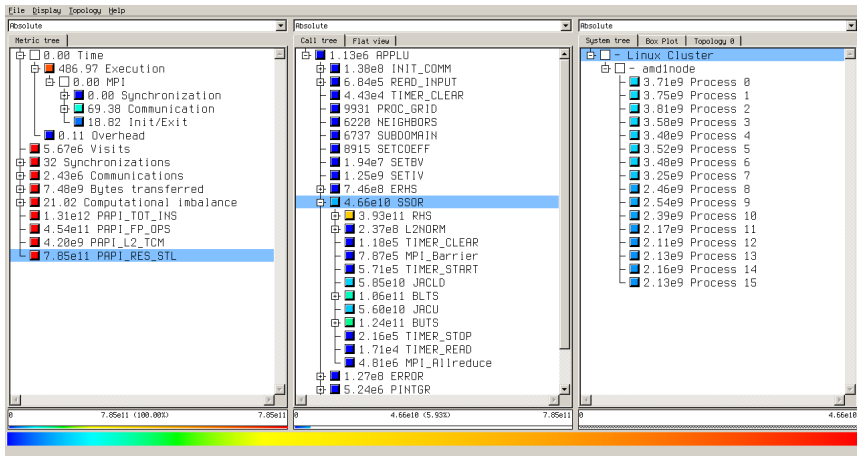 File Display Topology Help
Absolute
Metric tree
0.00 Time
486.97 Execution
0.00 MPI
0.00 Synchronization
69.38 Communication
18.82 Init/Exit
0.11 Overhead
5.67e6 Visits
32 Synchronizations
2.43e6 Communications
7.48e9 Bytes transferred
21.02 Computational imbalance
1.31e12 PAPI_TOT_INS
4.54e11 PAPI_FP_OPS
4.20e9 PAPI_L2_TCM
7.85e11 PAPI_RES_STL
0 7.85e11 (100.00%) 7.85e11
Absolute
Call tree Flat view
1.13e6 APPLU
1.38e8 INIT_COMM
6.84e5 READ_INPUT
4.43e4 TIMER_CLEAR
9931 PROC_GRID
6220 NEIGHBORS
6737 SUBDOMAIN
8915 SETCOEFF
1.94e7 SETBV
1.25e9 SETIV
7.46e8 ERHS
4.66e10 SSOR
3.93e11 RHS
2.37e8 L2NORM
1.18e5 TIMER_CLEAR
7.87e5 MPI_Barrier
5.71e5 TIMER_START
5.85e10 JACLD
1.06e11 BLTS
5.60e10 JACU
1.24e11 BUTS
2.16e5 TIMER_STOP
1.71e4 TIMER_READ
4.81e6 MPI_Allreduce
1.27e8 ERROR
5.24e6 PINTGR
0 4.66e10 (5.93%) 7.85e11
Absolute
System tree Box Plot Topology 0
- Linux Cluster
- amd1node
3.71e9 Process 0
3.75e9 Process 1
3.81e9 Process 2
3.58e9 Process 3
3.40e9 Process 4
3.52e9 Process 5
3.48e9 Process 6
3.25e9 Process 7
2.46e9 Process 8
2.54e9 Process 9
2.39e9 Process 10
2.17e9 Process 11
2.11e9 Process 12
2.13e9 Process 13
2.16e9 Process 14
2.13e9 Process 15
0 4.66e10